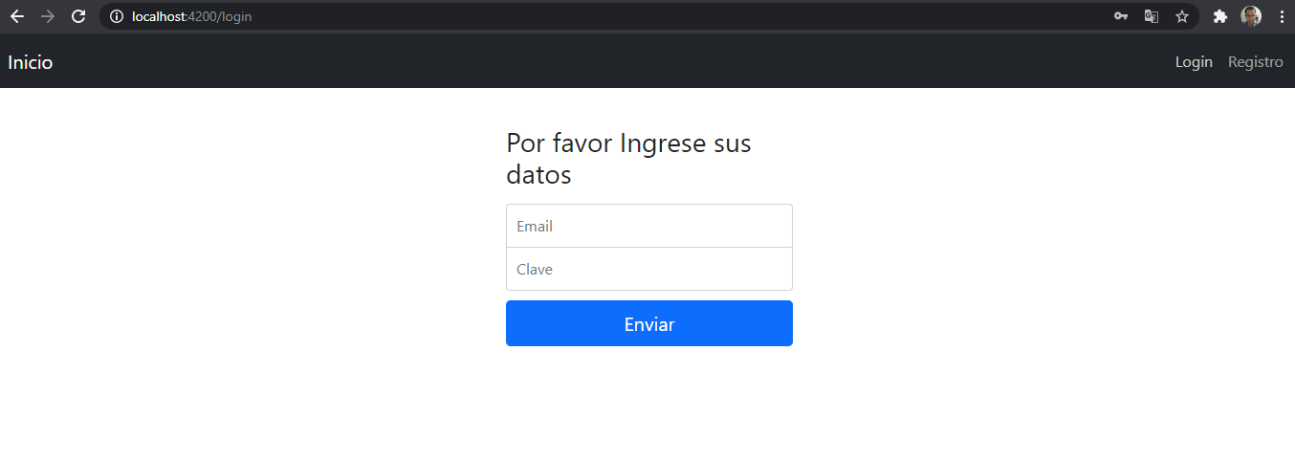 localhost:4200/login
Inicio
Login Registro
Por favor Ingrese sus
datos
Email
Clave
Enviar